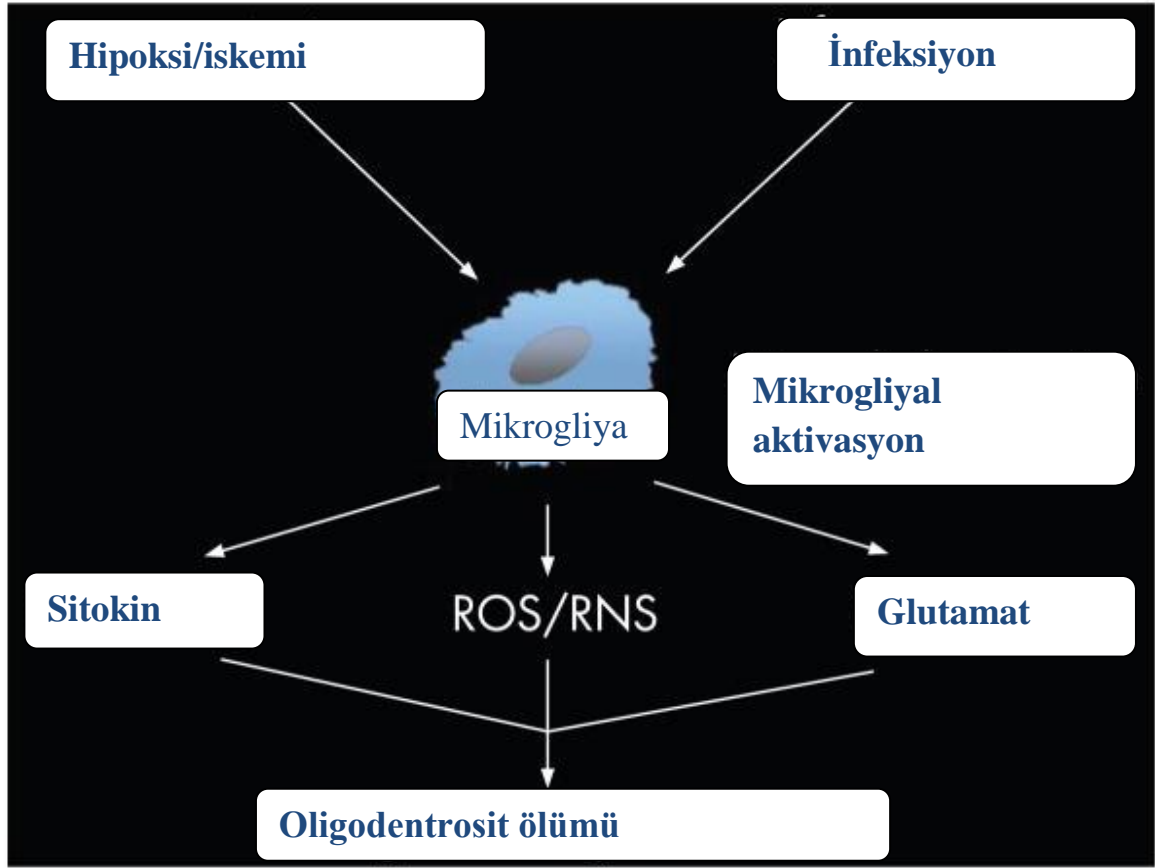 Hipoksi/iskemi
İnfeksiyon
Mikrogliyal
aktivasyon
Mikrogliya
Sitokin
ROS/RNS
Glutamat
Oligodentrosit ölümü